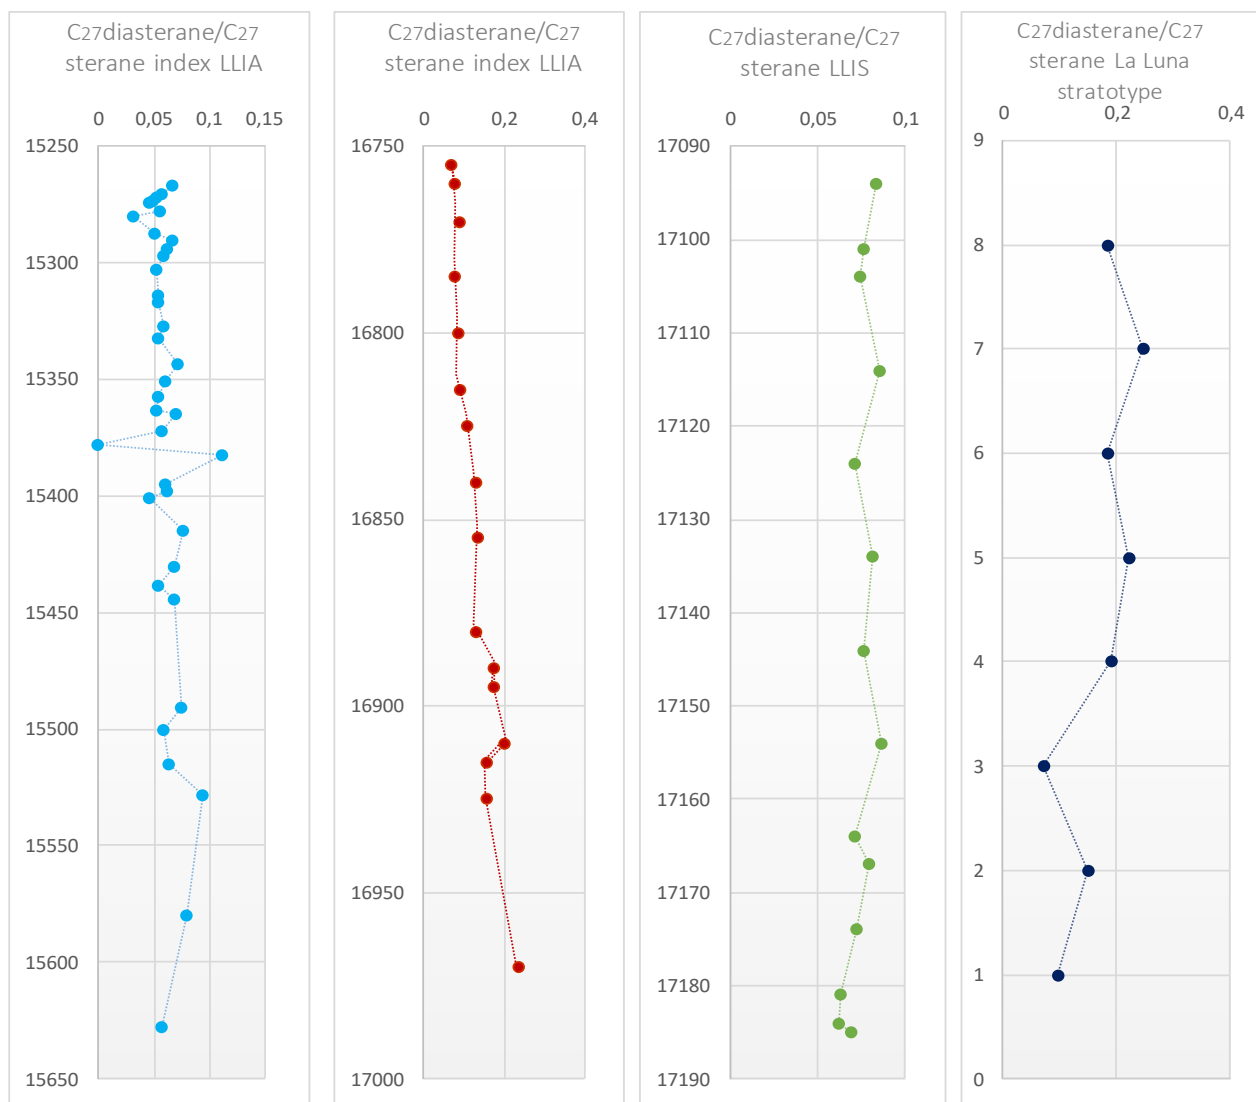 C27diasterane/C27
sterane index LLIA
0 0,05 0,1 0,15
15250
15300
15350
15400
15450
15500
15550
15600
15650
C27diasterane/C27
sterane index LLIA
0 0,2 0,4
16750
16800
16850
16900
16950
17000
C27diasterane/C27
sterane LLIS
0 0,05 0,1
17090
17100
17110
17120
17130
17140
17150
17160
17170
17180
17190
C27diasterane/C27
sterane La Luna
stratotype
0 0,2 0,4
9
8
7
6
5
4
3
2
1
0